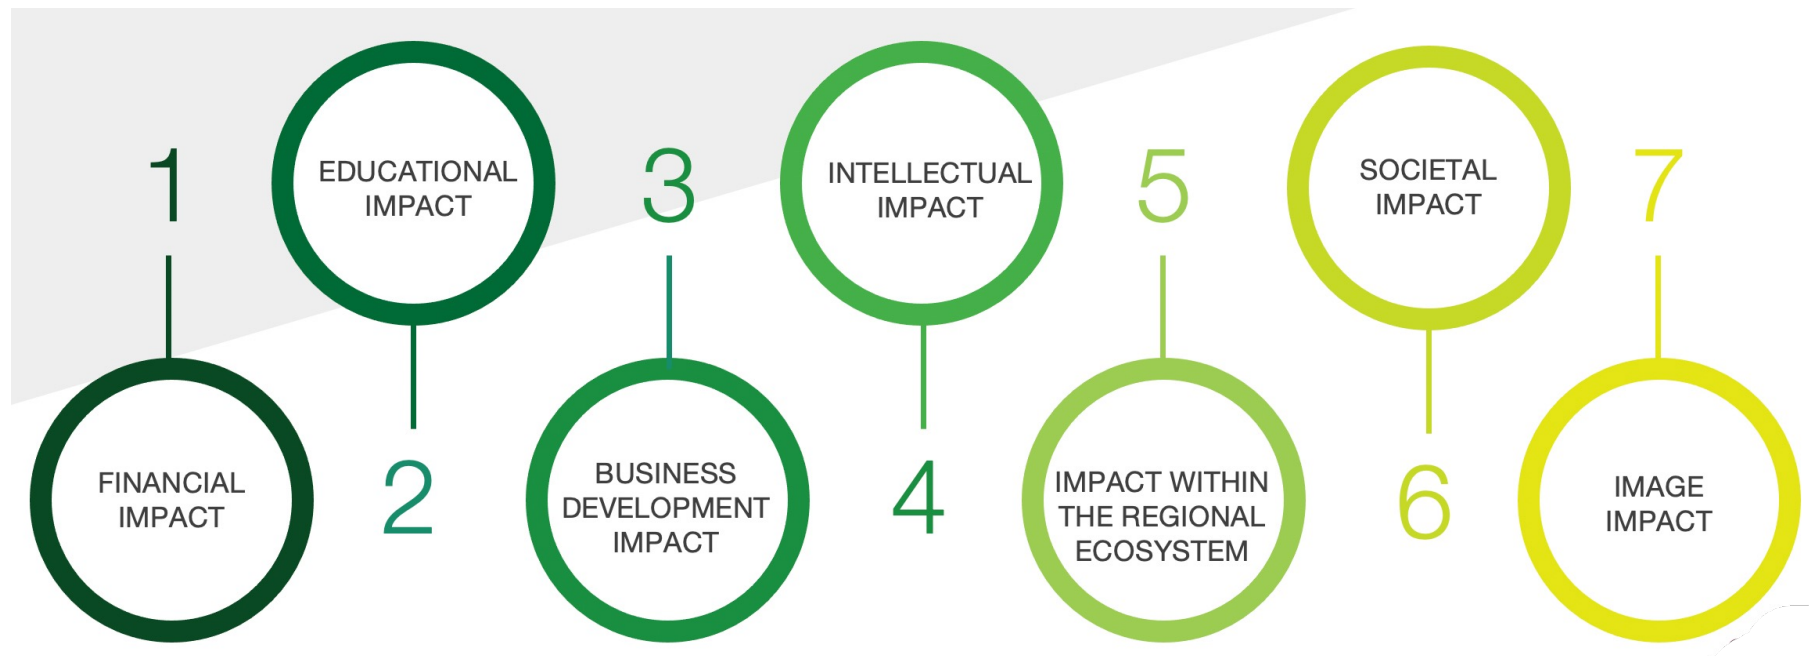 1
FINANCIAL
IMPACT
EDUCATIONAL
IMPACT
2
3
BUSINESS
DEVELOPMENT
IMPACT
INTELLECTUAL
IMPACT
4
5
IMPACT WITHIN
THE REGIONAL
ECOSYSTEM
SOCIETAL
IMPACT
6
7
IMAGE
IMPACT